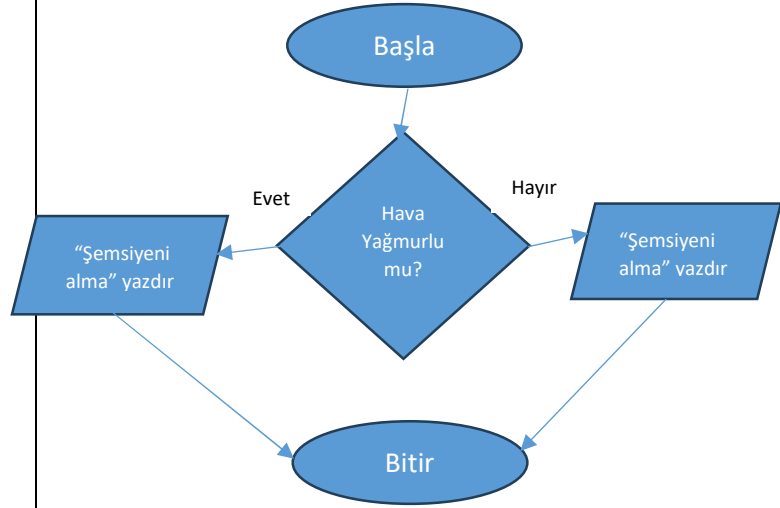 Başla
Evet
Hayır
Hava
Yağmurlu
mu?
“Şemsiyeni
alma” yazdır
“Şemsiyeni
alma” yazdır
Bitir